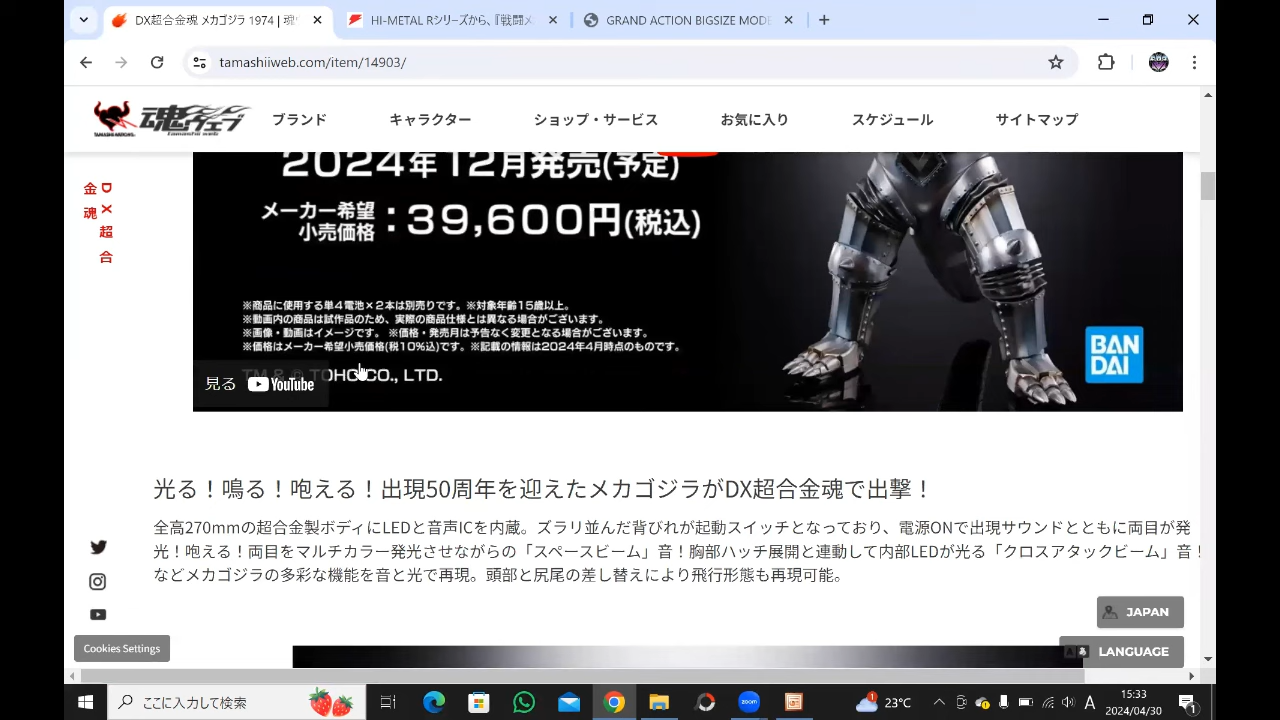 DX超合金魂 メカゴジラ 1974 | 魂
HI-METAL Rシリーズから、『戦闘メ
GRAND ACTION BIGSIZE MODE
tamashiiweb.com/item/14903/
TAMASHII NATIONS
魂ウェブ
Tamashii web
ブランド
キャラクター
ショップ・サービス
お気に入り
スケジュール
サイトマップ
DX超合金魂
2024年12月発売(予定)
メーカー希望小売価格:39,600円(税込)
※商品に使用する単4電池×2本は別売りです。※対象年齢15歳以上。
※動画内の商品は試作品のため、実際の商品仕様とは異なる場合がございます。
※画像・動画はイメージです。 ※価格・発売月は予告なく変更となる場合がございます。
※価格はメーカー希望小売価格(税10%込)です。※記載の情報は2024年4月時点のものです。
TM & © TOHO CO., LTD.
見る YouTube
BANDAI
光る！鳴る！咆える！出現50周年を迎えたメカゴジラがDX超合金魂で出撃！
全高270mmの超合金製ボディにLEDと音声ICを内蔵。ズラリ並んだ背びれが起動スイッチとなっており、電源ONで出現サウンドとともに両目が発
光！咆える！両目をマルチカラー発光させながらの「スペースビーム」音！胸部ハッチ展開と連動して内部LEDが光る「クロスアタックビーム」音！
などメカゴジラの多彩な機能を音と光で再現。頭部と尻尾の差し替えにより飛行形態も再現可能。
JAPAN
Cookies Settings
LANGUAGE
ここに入力して検索
zoom
1
23°C
A
15:33
2024/04/30
1